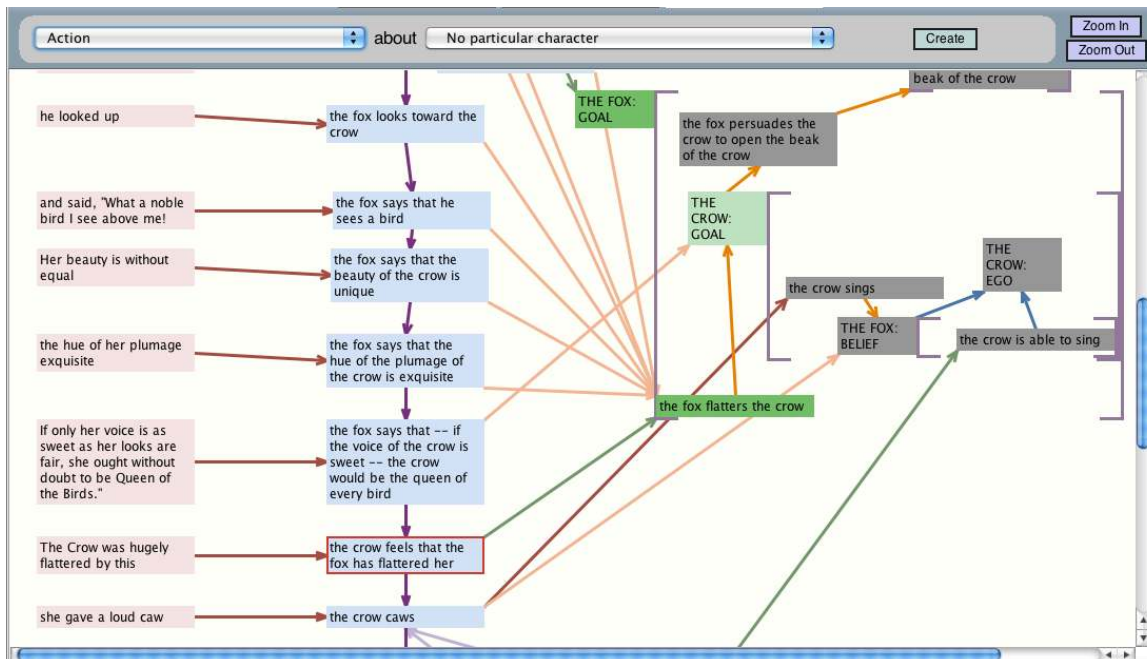 Action
about
No particular character
Create
Zoom In
Zoom Out
beak of the crow
THE FOX:
GOAL
he looked up
the fox looks toward the
crow
the fox persuades the
crow to open the beak
of the crow
and said, "What a noble
bird I see above me!
the fox says that he
sees a bird
THE
CROW:
GOAL
Her beauty is without
equal
the fox says that the
beauty of the crow is
unique
THE
CROW:
EGO
the crow sings
THE FOX:
BELIEF
the crow is able to sing
the hue of her plumage
exquisite
the fox says that the
hue of the plumage of
the crow is exquisite
the fox flatters the crow
If only her voice is as
sweet as her looks are
fair, she ought without
doubt to be Queen of
the Birds."
the fox says that -- if
the voice of the crow is
sweet -- the crow
would be the queen of
every bird
The Crow was hugely
flattered by this
the crow feels that the
fox has flattered her
she gave a loud caw
the crow caws